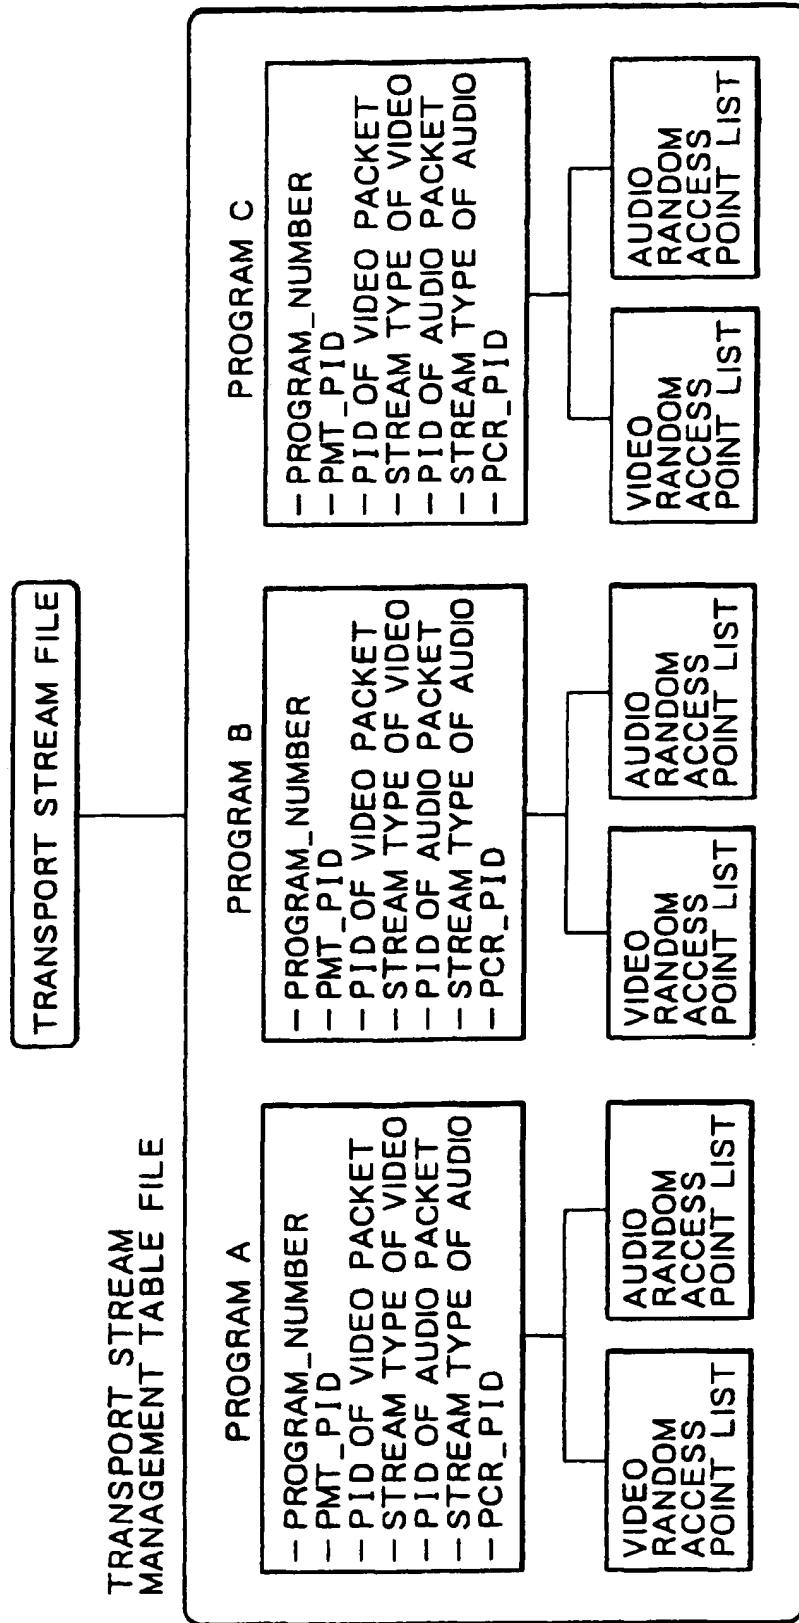 TRANSPORT STREAM FILE
TRANSPORT STREAM
MANAGEMENT TABLE FILE
PROGRAM A
– PROGRAM_NUMBER
– PMT_PID
– PID OF VIDEO PACKET
– STREAM TYPE OF VIDEO
– PID OF AUDIO PACKET
– STREAM TYPE OF AUDIO
– PCR_PID
VIDEO
RANDOM
ACCESS
POINT LIST
AUDIO
RANDOM
ACCESS
POINT LIST
PROGRAM B
– PROGRAM_NUMBER
– PMT_PID
– PID OF VIDEO PACKET
– STREAM TYPE OF VIDEO
– PID OF AUDIO PACKET
– STREAM TYPE OF AUDIO
– PCR_PID
VIDEO
RANDOM
ACCESS
POINT LIST
AUDIO
RANDOM
ACCESS
POINT LIST
PROGRAM C
– PROGRAM_NUMBER
– PMT_PID
– PID OF VIDEO PACKET
– STREAM TYPE OF VIDEO
– PID OF AUDIO PACKET
– STREAM TYPE OF AUDIO
– PCR_PID
VIDEO
RANDOM
ACCESS
POINT LIST
AUDIO
RANDOM
ACCESS
POINT LIST